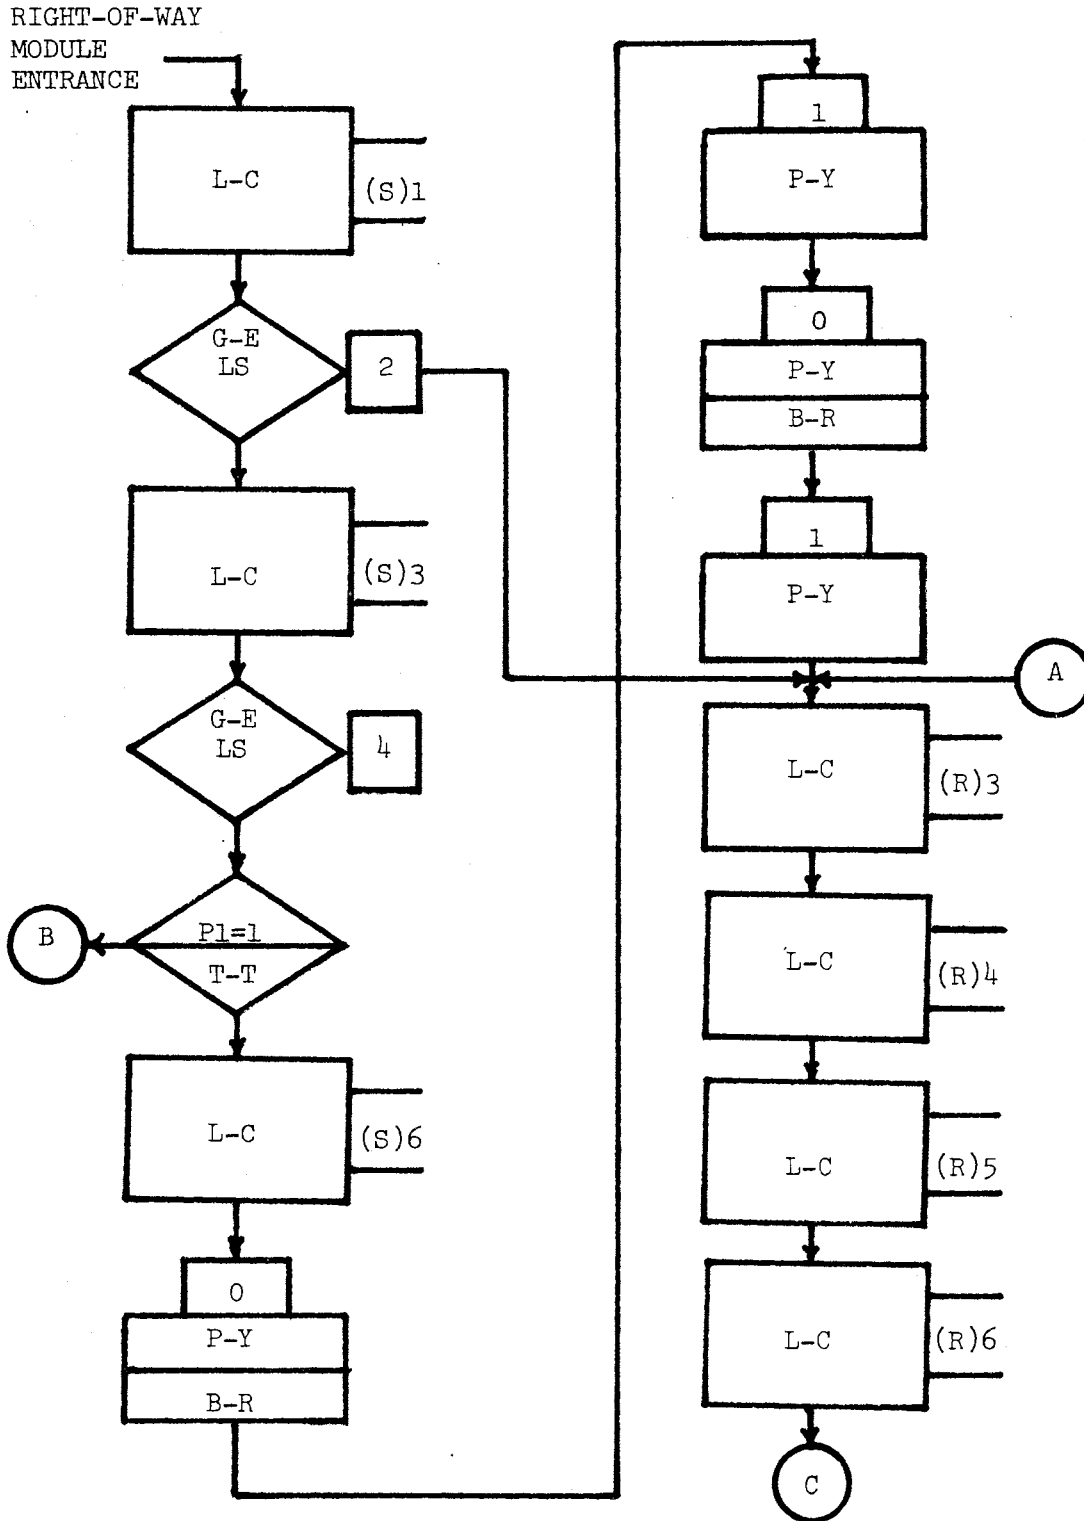 RIGHT-OF-WAY
MODULE
ENTRANCE
L-C
(S)1
G-E
LS
2
L-C
(S)3
G-E
LS
4
B
P1=1
T-T
L-C
(S)6
0
P-Y
B-R
1
P-Y
0
P-Y
B-R
1
P-Y
A
L-C
(R)3
L-C
(R)4
L-C
(R)5
L-C
(R)6
C